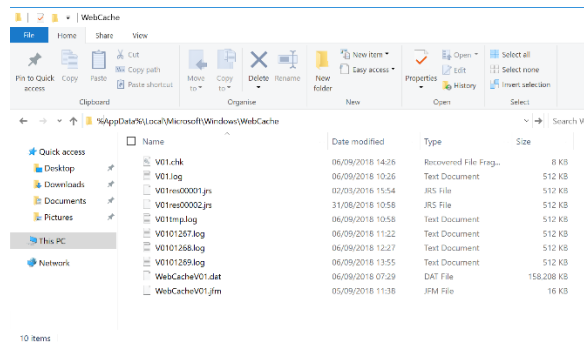 WebCache
File Home Share View
Pin to Quick access
Copy
Paste
Cut
Copy path
Paste shortcut
Move to
Copy to
Delete
Rename
New folder
New item
Easy access
Properties
Open
Edit
History
Select all
Select none
Invert selection
Clipboard Organise New Open Select
%AppData%\Local\Microsoft\Windows\WebCache Search W
Quick access
Desktop
Downloads
Documents
Pictures
This PC
Network
Name Date modified Type Size
V01.chk 06/09/2018 14:26 Recovered File Frag... 8 KB
V01.log 06/09/2018 10:26 Text Document 512 KB
V01res00001.jrs 02/03/2016 15:54 JRS File 512 KB
V01res00002.jrs 31/08/2018 10:58 JRS File 512 KB
V01tmp.log 06/09/2018 10:58 Text Document 512 KB
V0101267.log 06/09/2018 11:22 Text Document 512 KB
V0101268.log 06/09/2018 12:27 Text Document 512 KB
V0101269.log 06/09/2018 13:55 Text Document 512 KB
WebCacheV01.dat 06/09/2018 07:29 DAT File 158,208 KB
WebCacheV01.jfm 05/09/2018 11:38 JFM File 16 KB
10 items